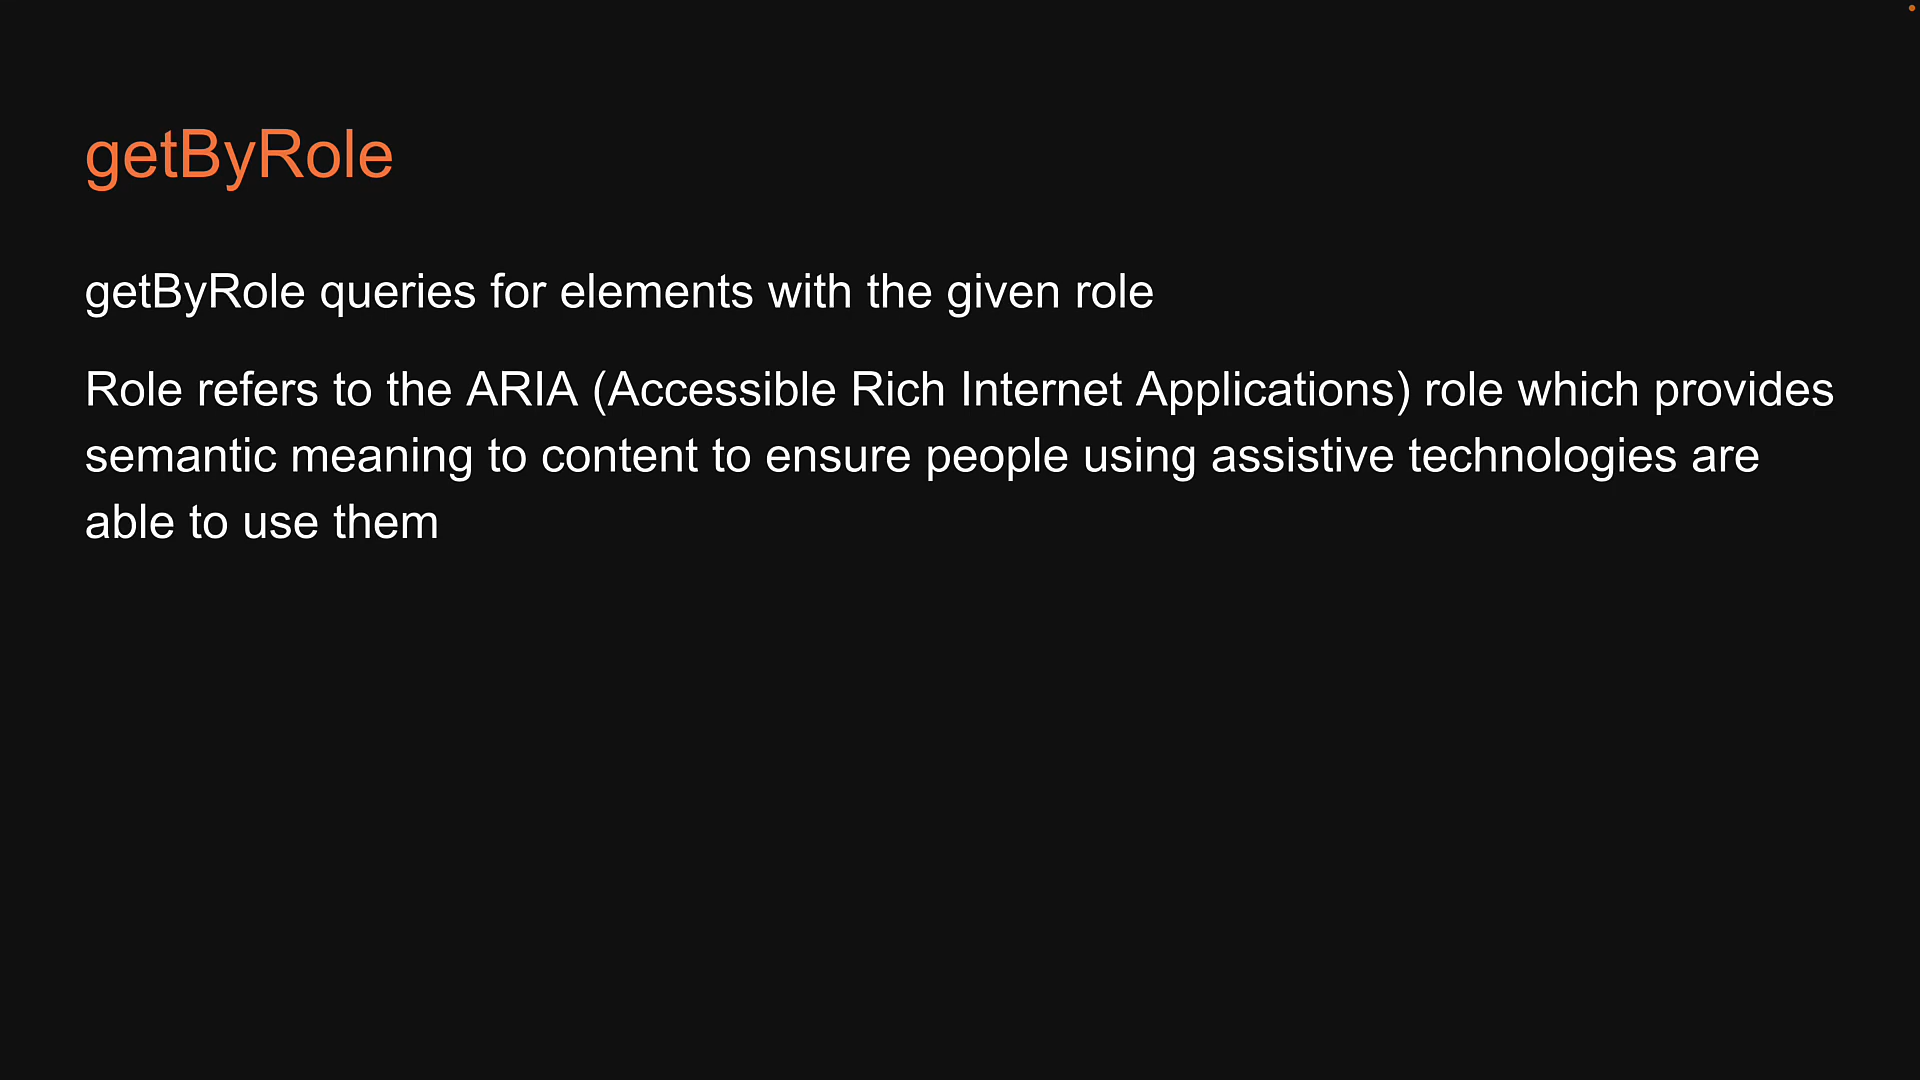 getByRole
getByRole queries for elements with the given role
Role refers to the ARIA (Accessible Rich Internet Applications) role which provides
semantic meaning to content to ensure people using assistive technologies are
able to use them